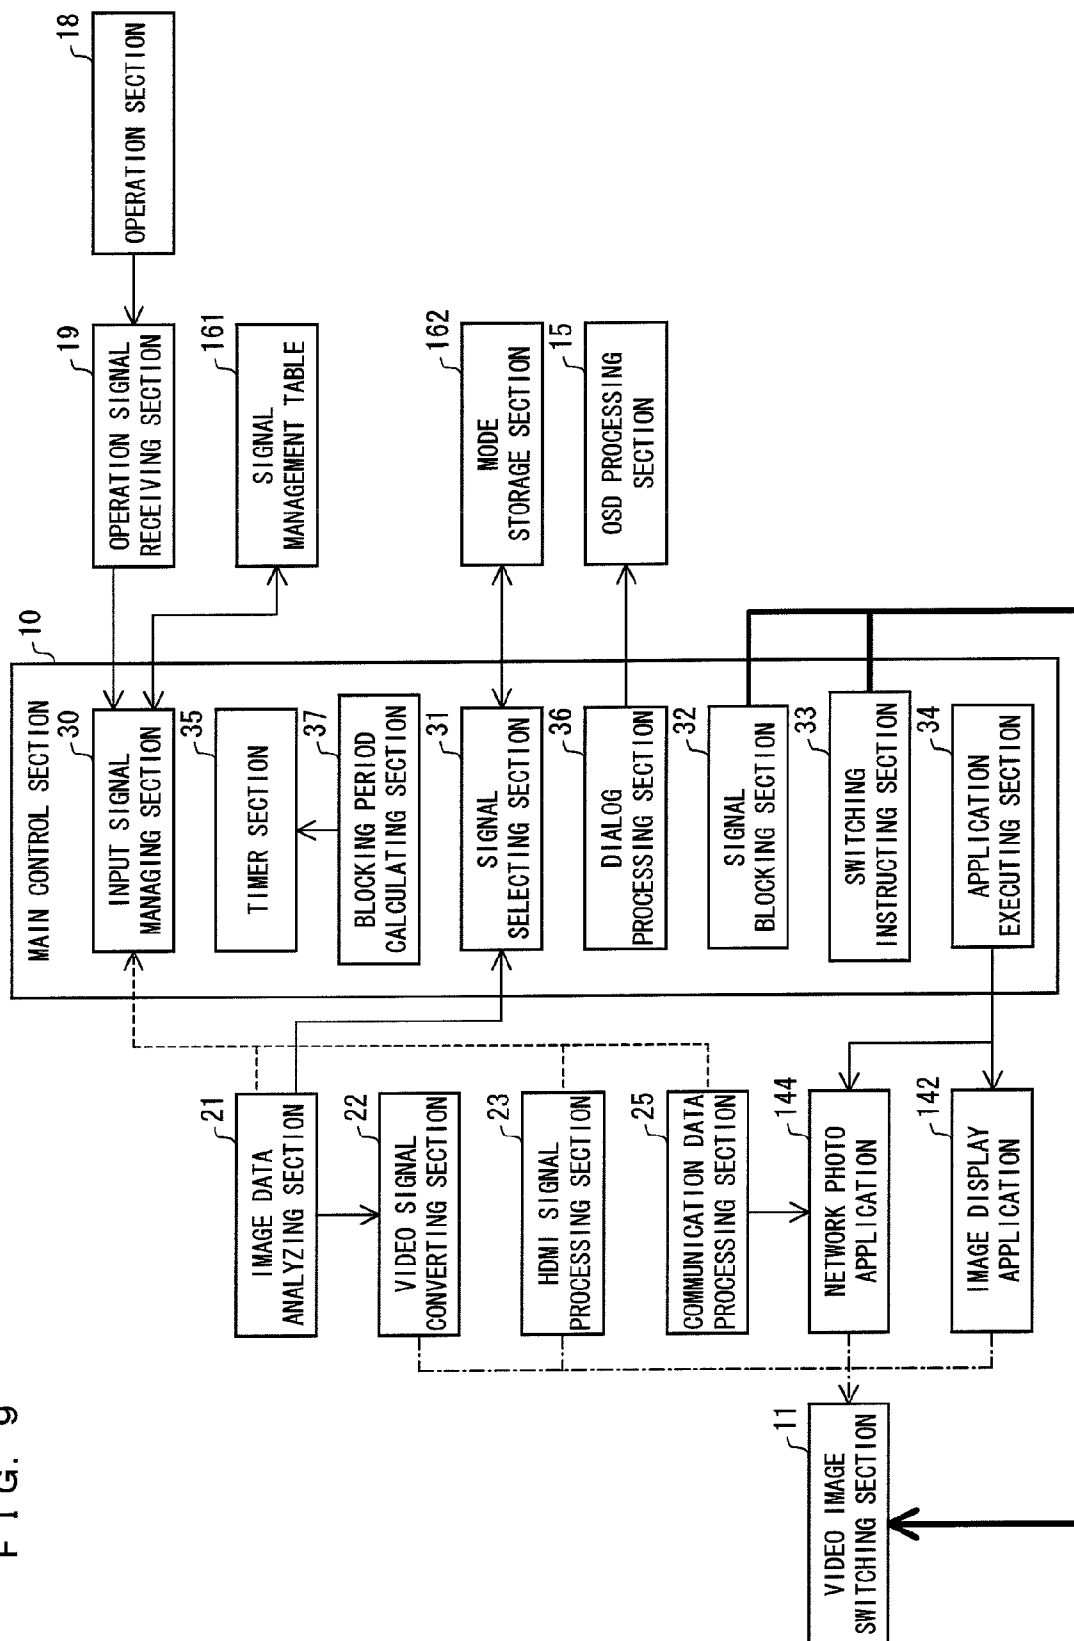 FIG. 9
11
VIDEO IMAGE
SWITCHING SECTION
21
IMAGE DATA
ANALYZING SECTION
22
VIDEO SIGNAL
CONVERTING SECTION
23
HDMI SIGNAL
PROCESSING SECTION
25
COMMUNICATION DATA
PROCESSING SECTION
144
NETWORK PHOTO
APPLICATION
142
IMAGE DISPLAY
APPLICATION
MAIN CONTROL SECTION
10
30
INPUT SIGNAL
MANAGING SECTION
35
TIMER SECTION
37
BLOCKING PERIOD
CALCULATING SECTION
31
SIGNAL
SELECTING SECTION
36
DIALOG
PROCESSING SECTION
32
SIGNAL
BLOCKING SECTION
33
SWITCHING
INSTRUCTING SECTION
34
APPLICATION
EXECUTING SECTION
19
OPERATION SIGNAL
RECEIVING SECTION
161
SIGNAL
MANAGEMENT TABLE
162
MODE
STORAGE SECTION
15
OSD PROCESSING
SECTION
18
OPERATION SECTION